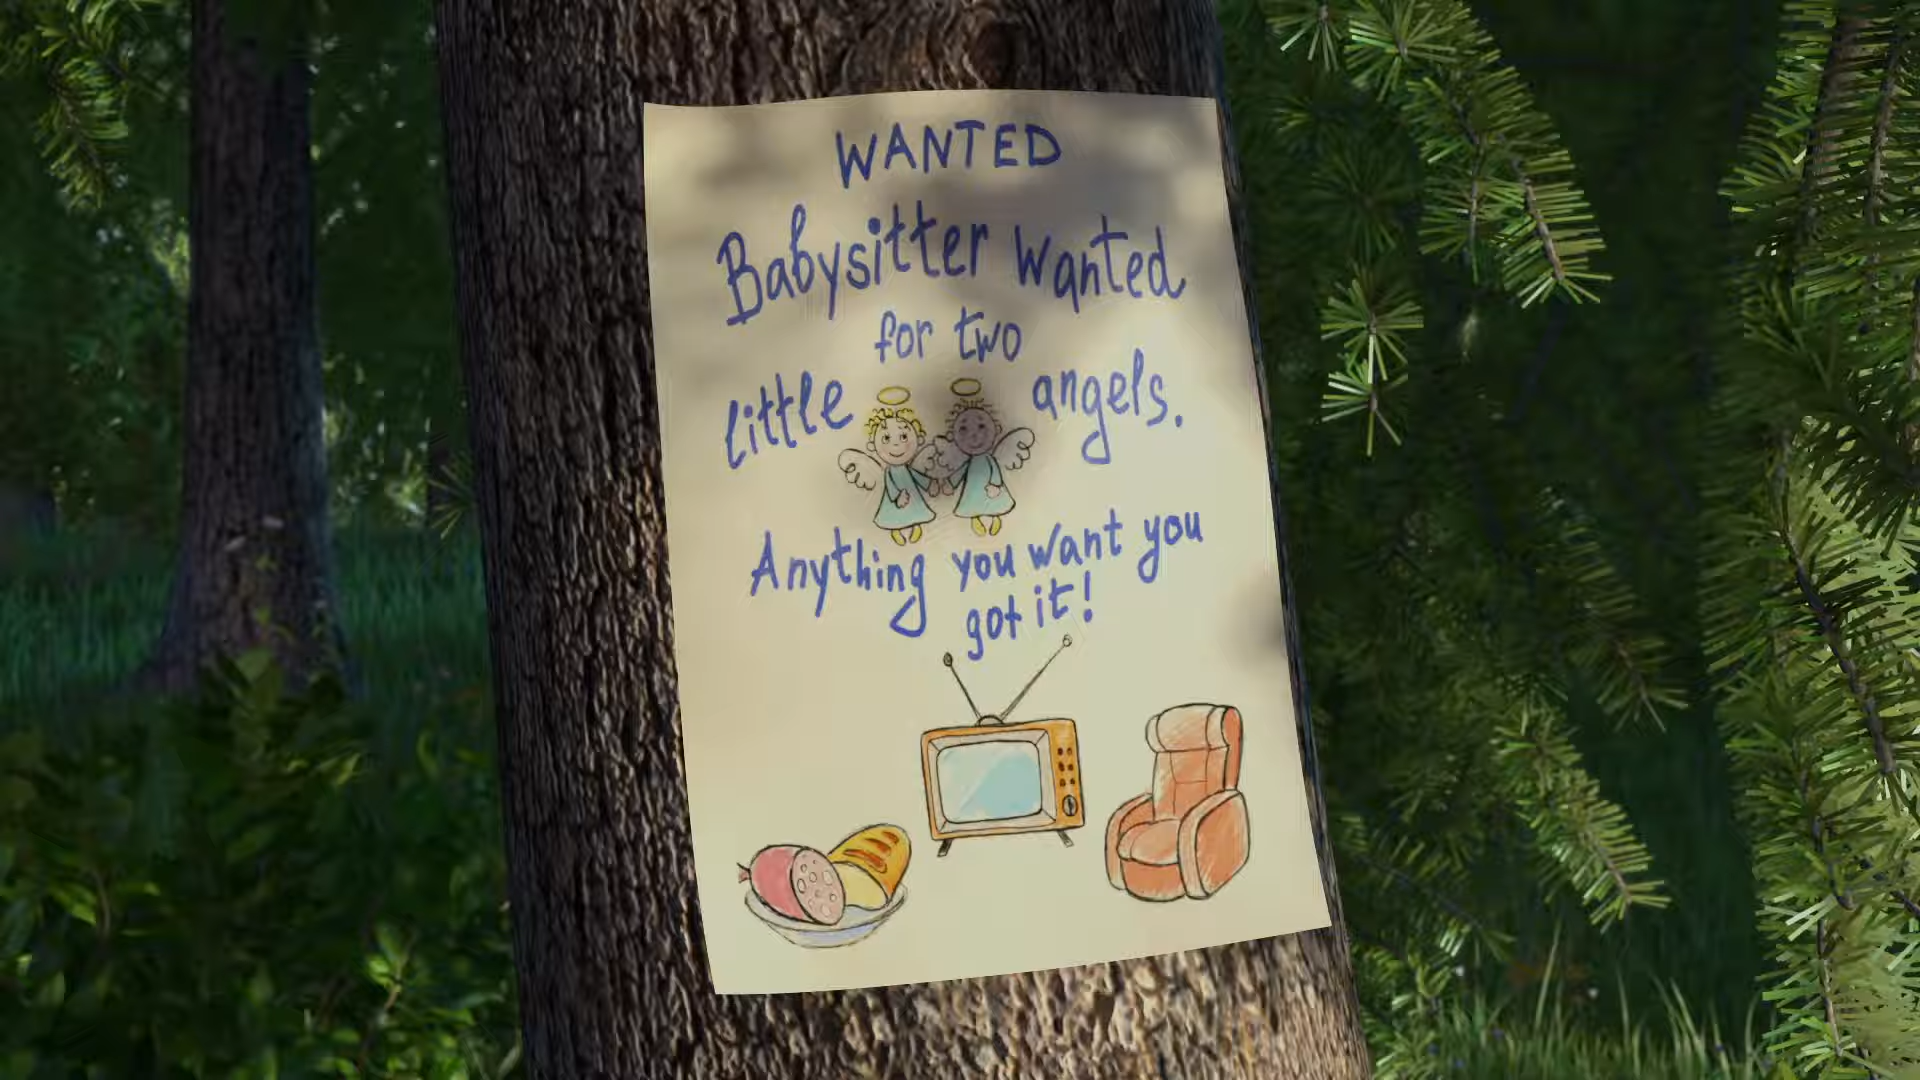 WANTED
Babysitter wanted
for two
little angels.
Anything you want you
got it!